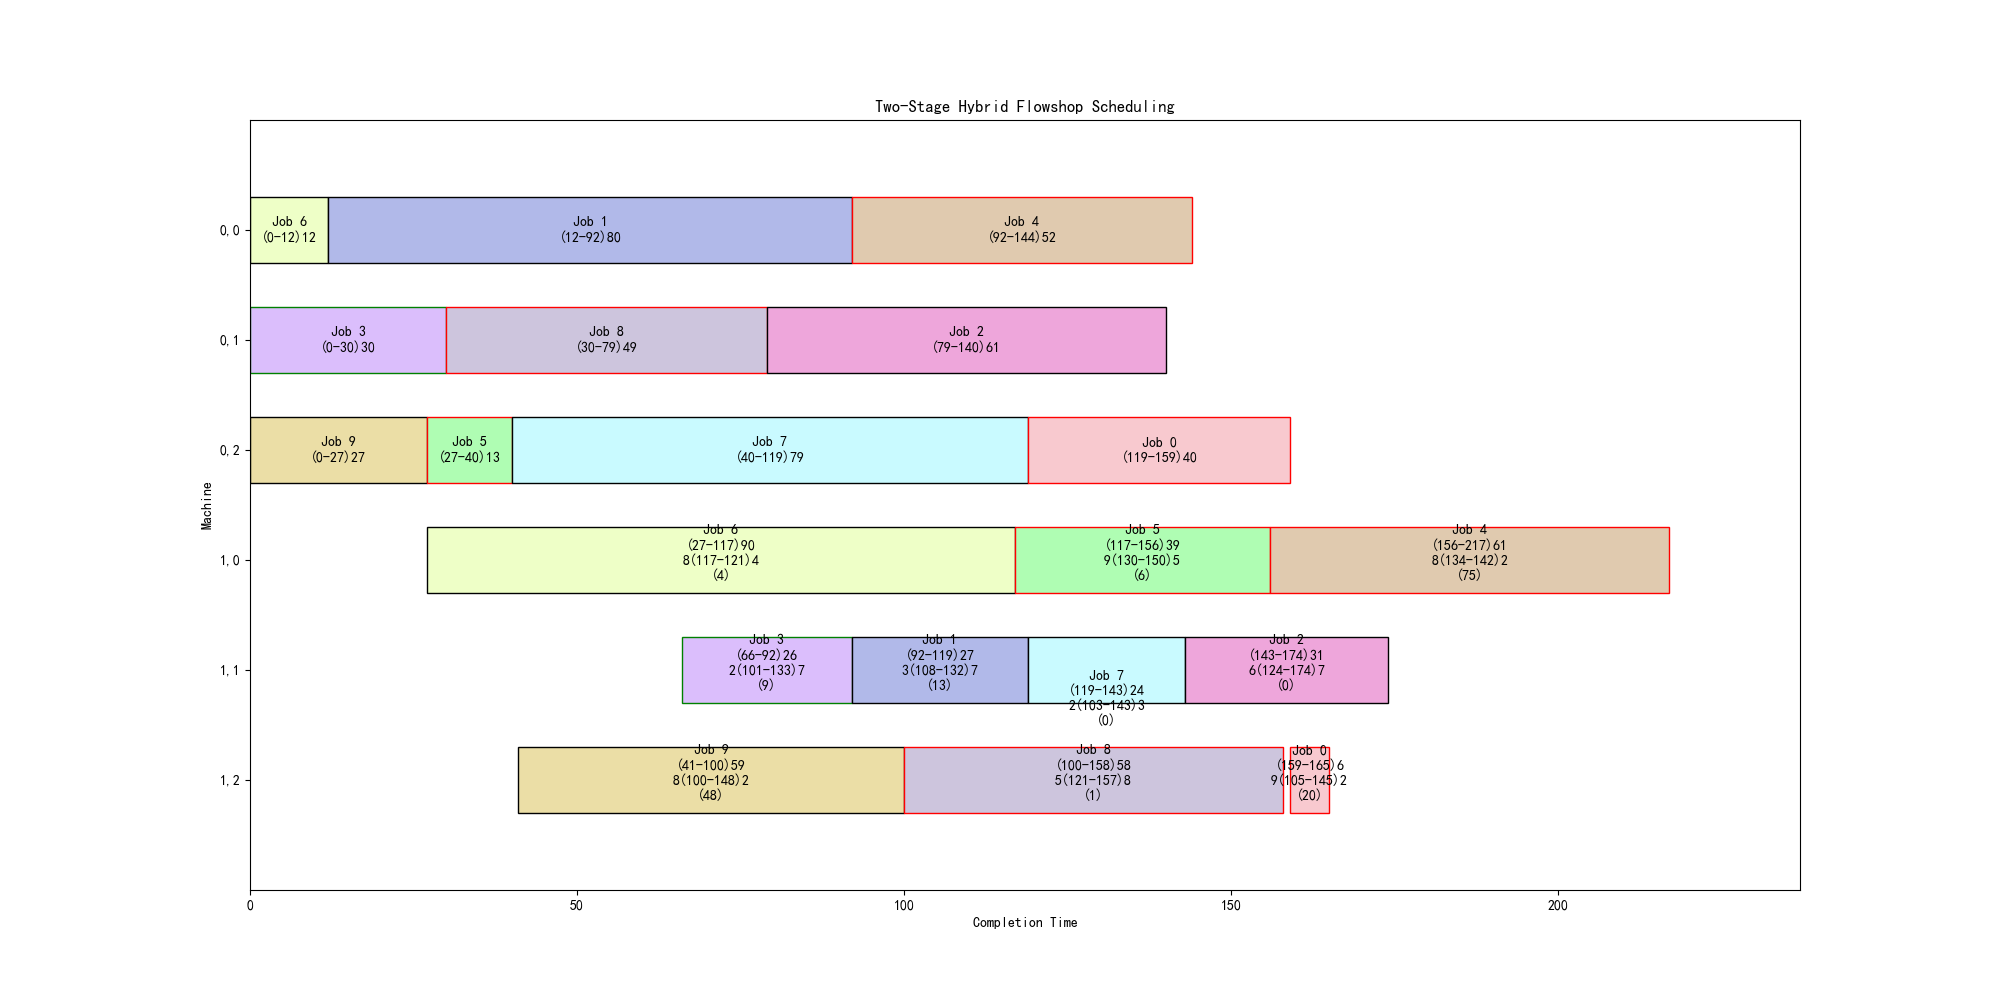 Two-Stage Hybrid Flowshop Scheduling
0,0
Job 6
(0-12)12
Job 1
(12-92)80
Job 4
(92-144)52
0,1
Job 3
(0-30)30
Job 8
(30-79)49
Job 2
(79-140)61
0,2
Job 9
(0-27)27
Job 5
(27-40)13
Job 7
(40-119)79
Job 0
(119-159)40
Machine
1,0
Job 6
(27-117)90
8(117-121)4
(4)
Job 5
(117-156)39
9(130-150)5
(6)
Job 4
(156-217)61
8(134-142)2
(75)
1,1
Job 3
(66-92)26
2(101-133)7
(9)
Job 1
(92-119)27
3(108-132)7
(13)
Job 7
(119-143)24
2(103-143)3
(0)
Job 2
(143-174)31
6(124-174)7
(0)
1,2
Job 9
(41-100)59
8(100-148)2
(48)
Job 8
(100-158)58
5(121-157)8
(1)
Job 0
(159-165)6
9(105-145)2
(20)
0
50
100
150
200
Completion Time